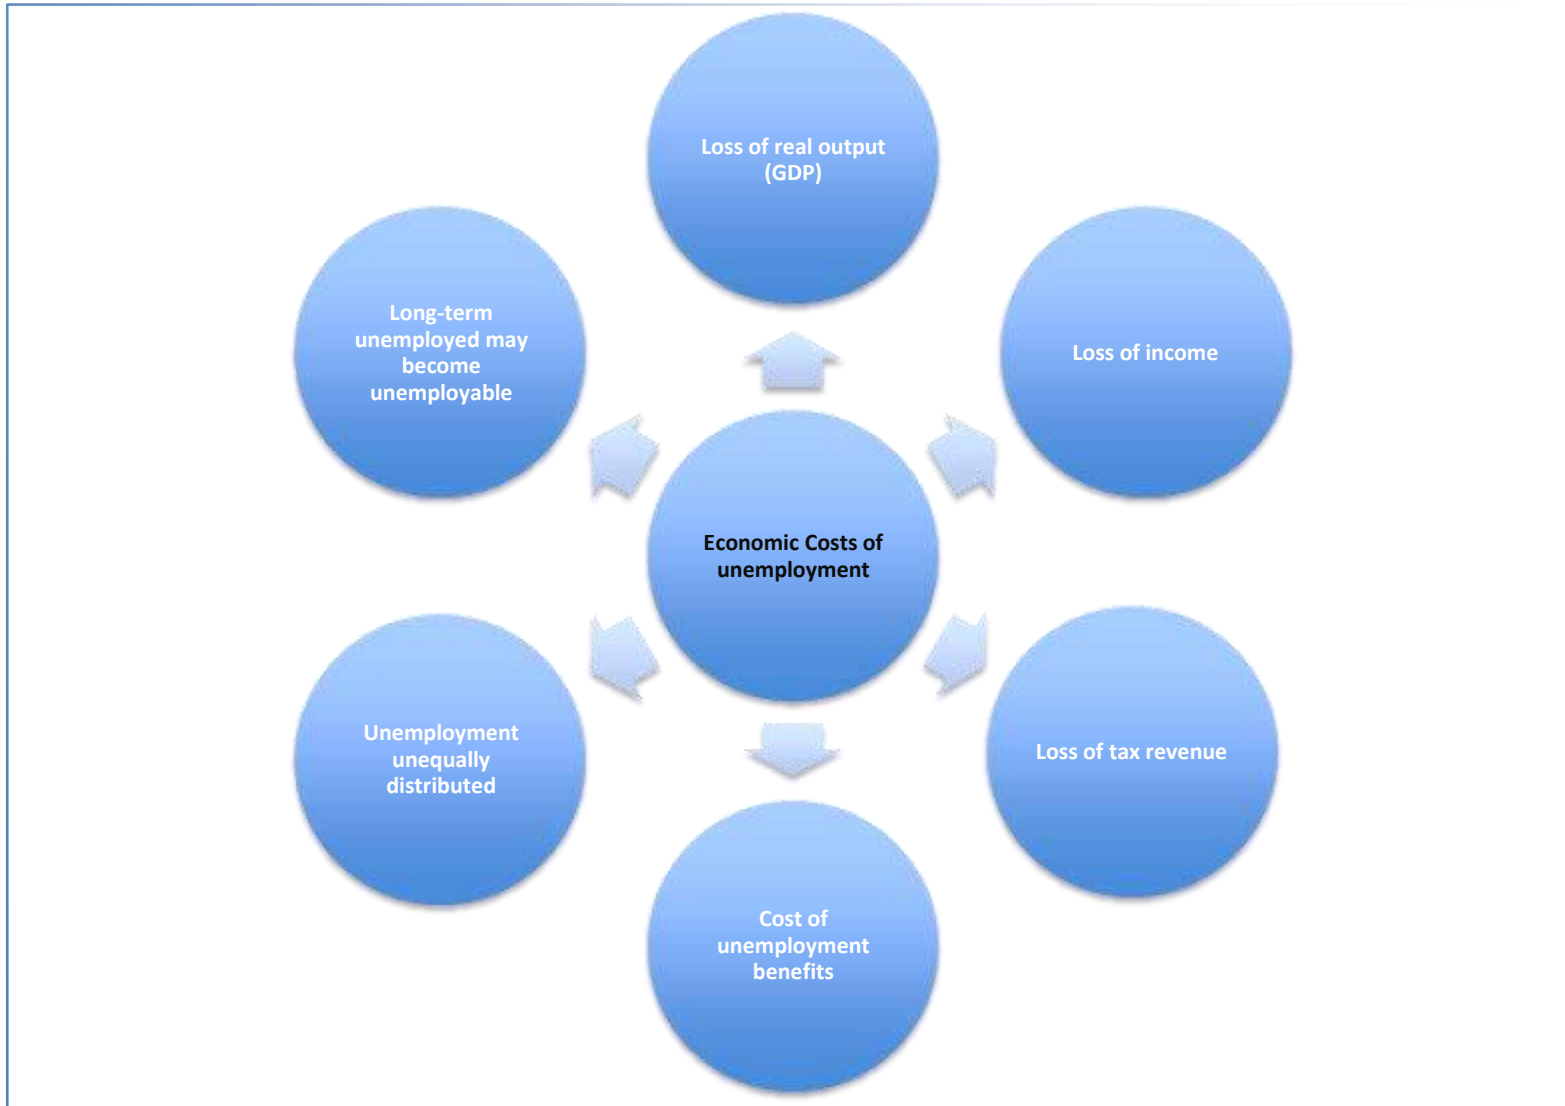 Loss of real output
(GDP)
Long-term
unemployed may
become
unemployable
Loss of income
Economic Costs of
unemployment
Unemployment
unequally
distributed
Loss of tax revenue
Cost of
unemployment
benefits